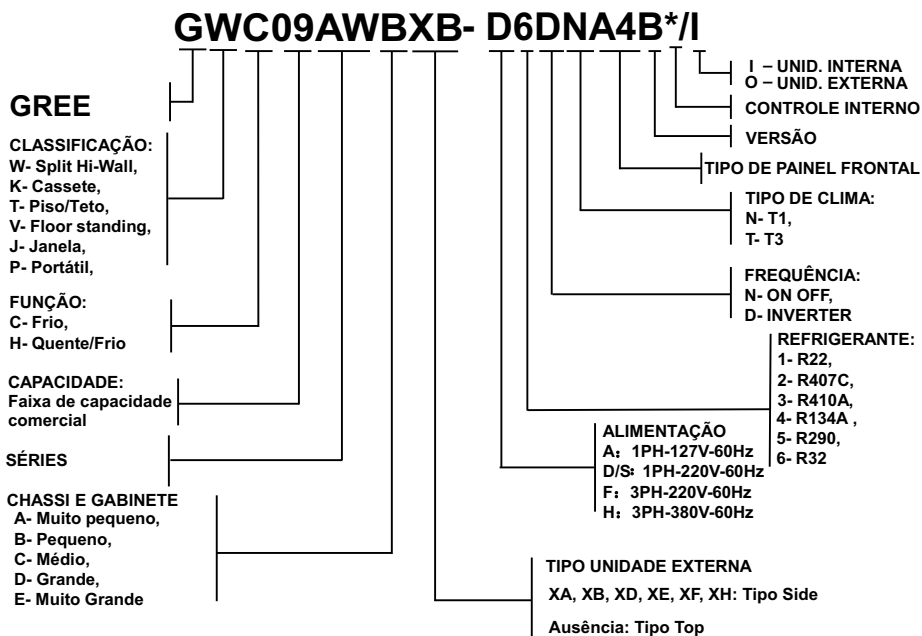 GWC09AWBXB- D6DNA4B*/I
GREE
CLASSIFICAÇÃO:
W- Split Hi-Wall,
K- Cassete,
T- Piso/Teto,
V- Floor standing,
J- Janela,
P- Portátil,
FUNÇÃO:
C- Frio,
H- Quente/Frio
CAPACIDADE:
Faixa de capacidade
comercial
SÉRIES
CHASSI E GABINETE
A- Muito pequeno,
B- Pequeno,
C- Médio,
D- Grande,
E- Muito Grande
I – UNID. INTERNA
O – UNID. EXTERNA
CONTROLE INTERNO
VERSÃO
TIPO DE PAINEL FRONTAL
TIPO DE CLIMA:
N- T1,
T- T3
FREQUÊNCIA:
N- ON OFF,
D- INVERTER
REFRIGERANTE:
1- R22,
2- R407C,
3- R410A,
4- R134A ,
5- R290,
6- R32
ALIMENTAÇÃO
A：1PH-127V-60Hz
D/S：1PH-220V-60Hz
F：3PH-220V-60Hz
H：3PH-380V-60Hz
TIPO UNIDADE EXTERNA
XA, XB, XD, XE, XF, XH: Tipo Side
Ausência: Tipo Top